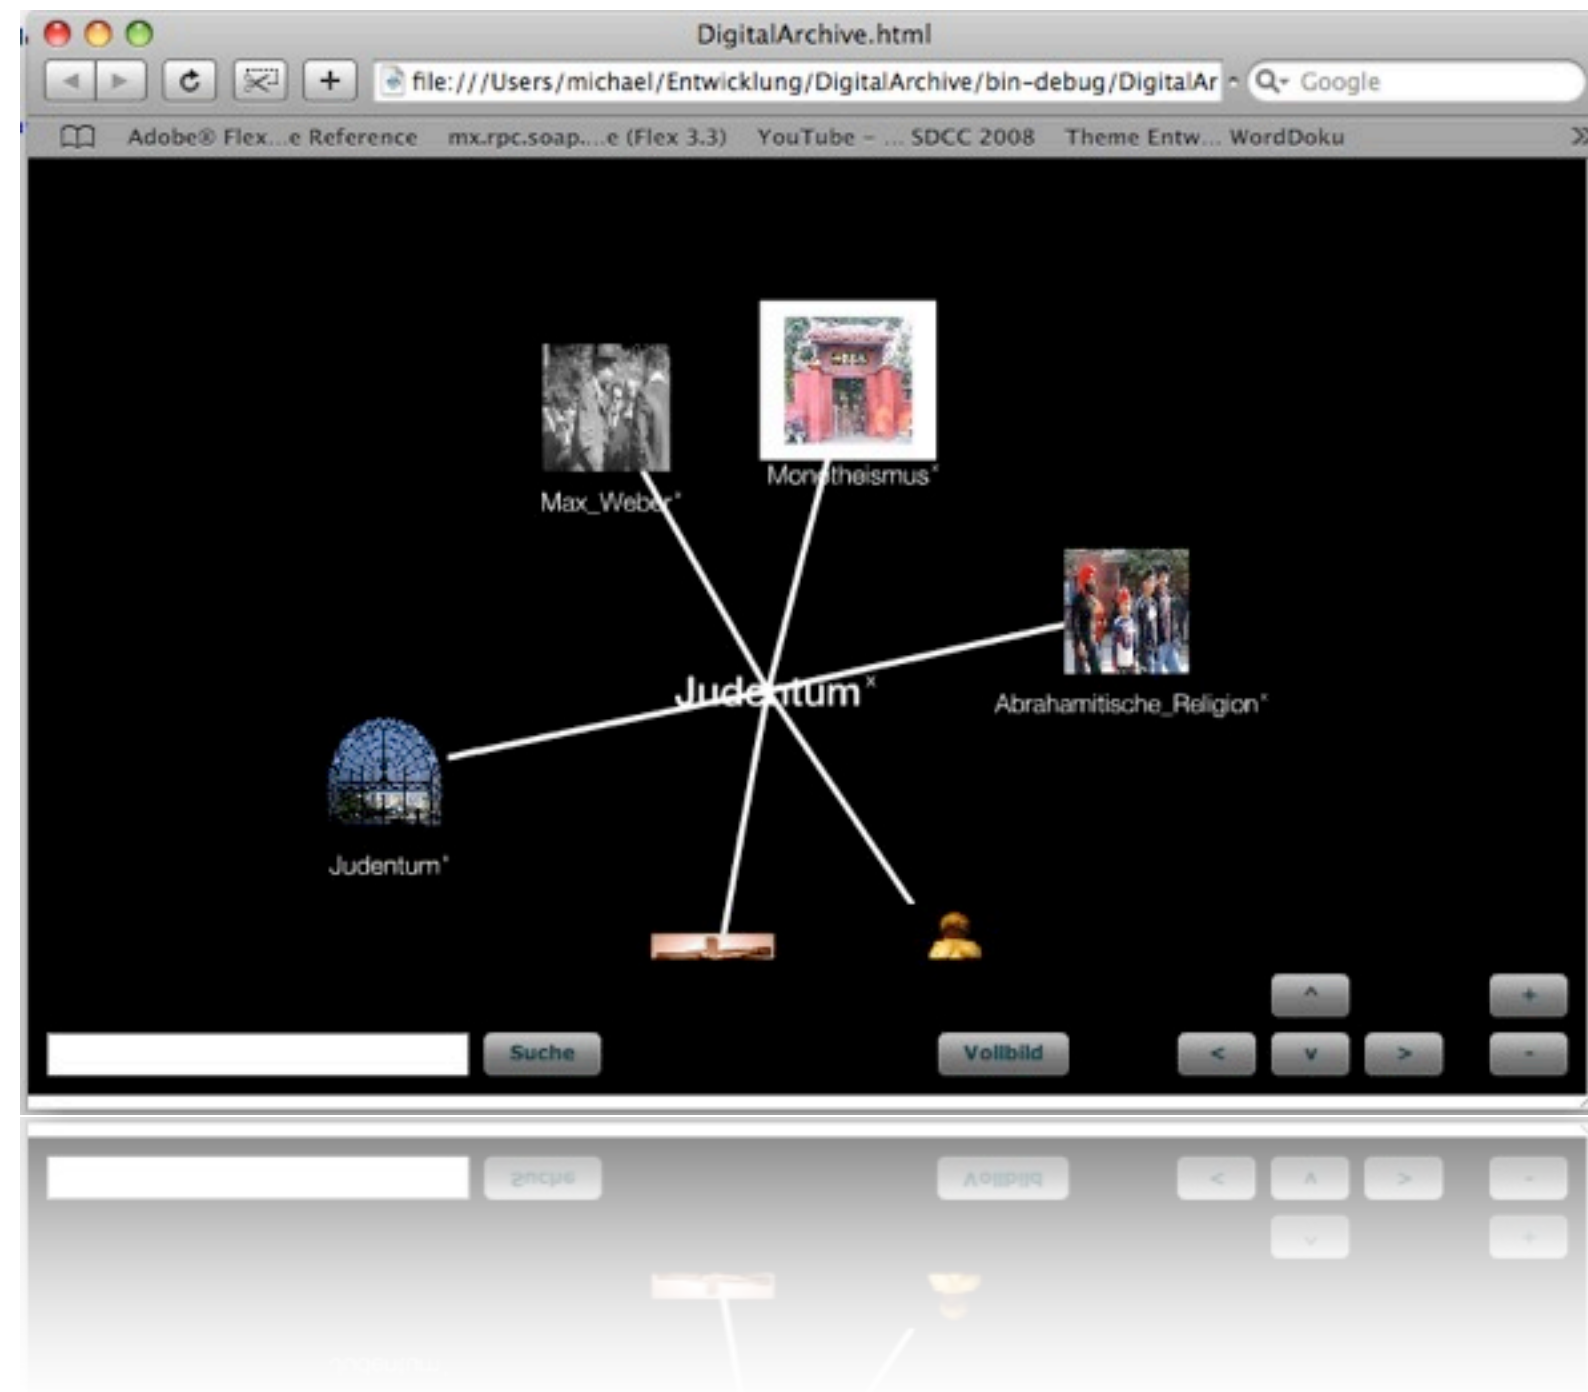 DigitalArchive.html
file:///Users/michael/Entwicklung/DigitalArchive/bin-debug/DigitalAr
Google
Adobe® Flex...e Reference mx.rpc.soap....e (Flex 3.3) YouTube – ... SDCC 2008 Theme Entw... WordDoku
Max_Weber x
Monotheismus x
Judentum x
Abrahamitische_Religion x
Judentum x
^ +
Suche Vollbild < v > -